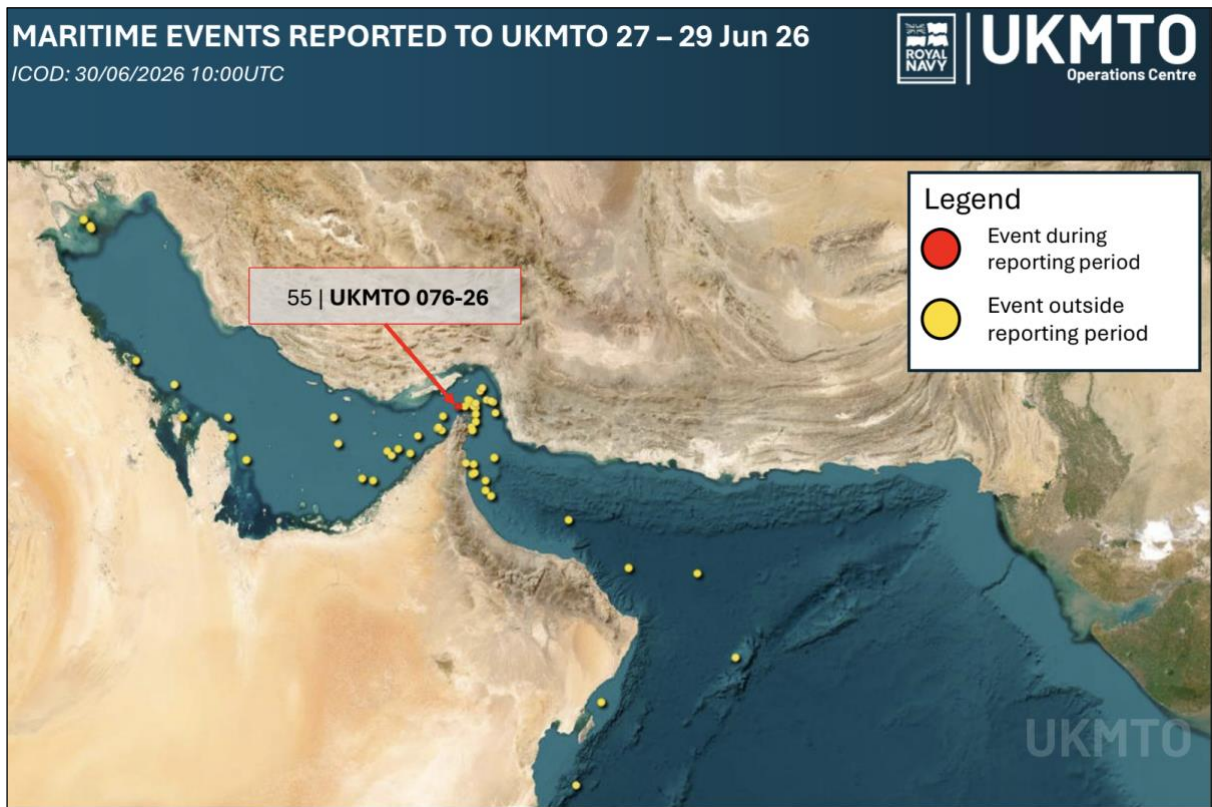 MARITIME EVENTS REPORTED TO UKMTO 27 – 29 Jun 26
ICOD: 30/06/2026 10:00UTC
ROYAL
NAVY
UKMTO
Operations Centre
Legend
Event during
reporting period
Event outside
reporting period
55 | UKMTO 076-26
UKMTO